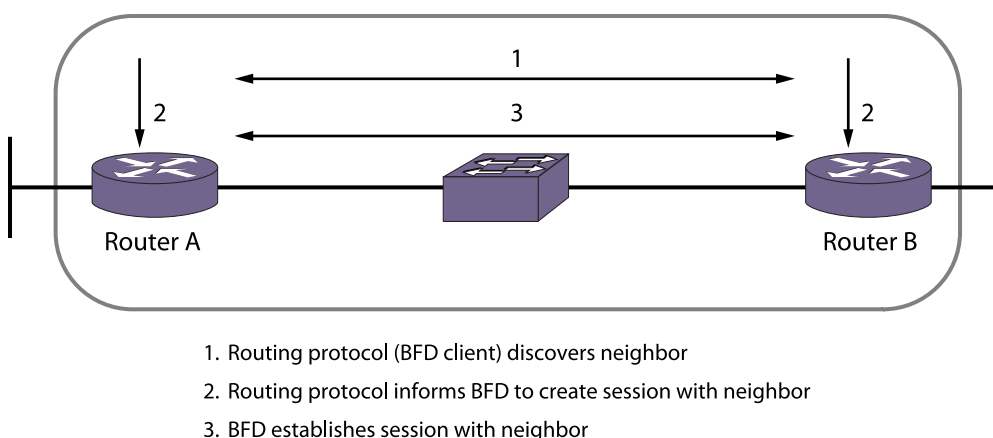 1
2
3
2
Router A
Router B
1. Routing protocol (BFD client) discovers neighbor
2. Routing protocol informs BFD to create session with neighbor
3. BFD establishes session with neighbor